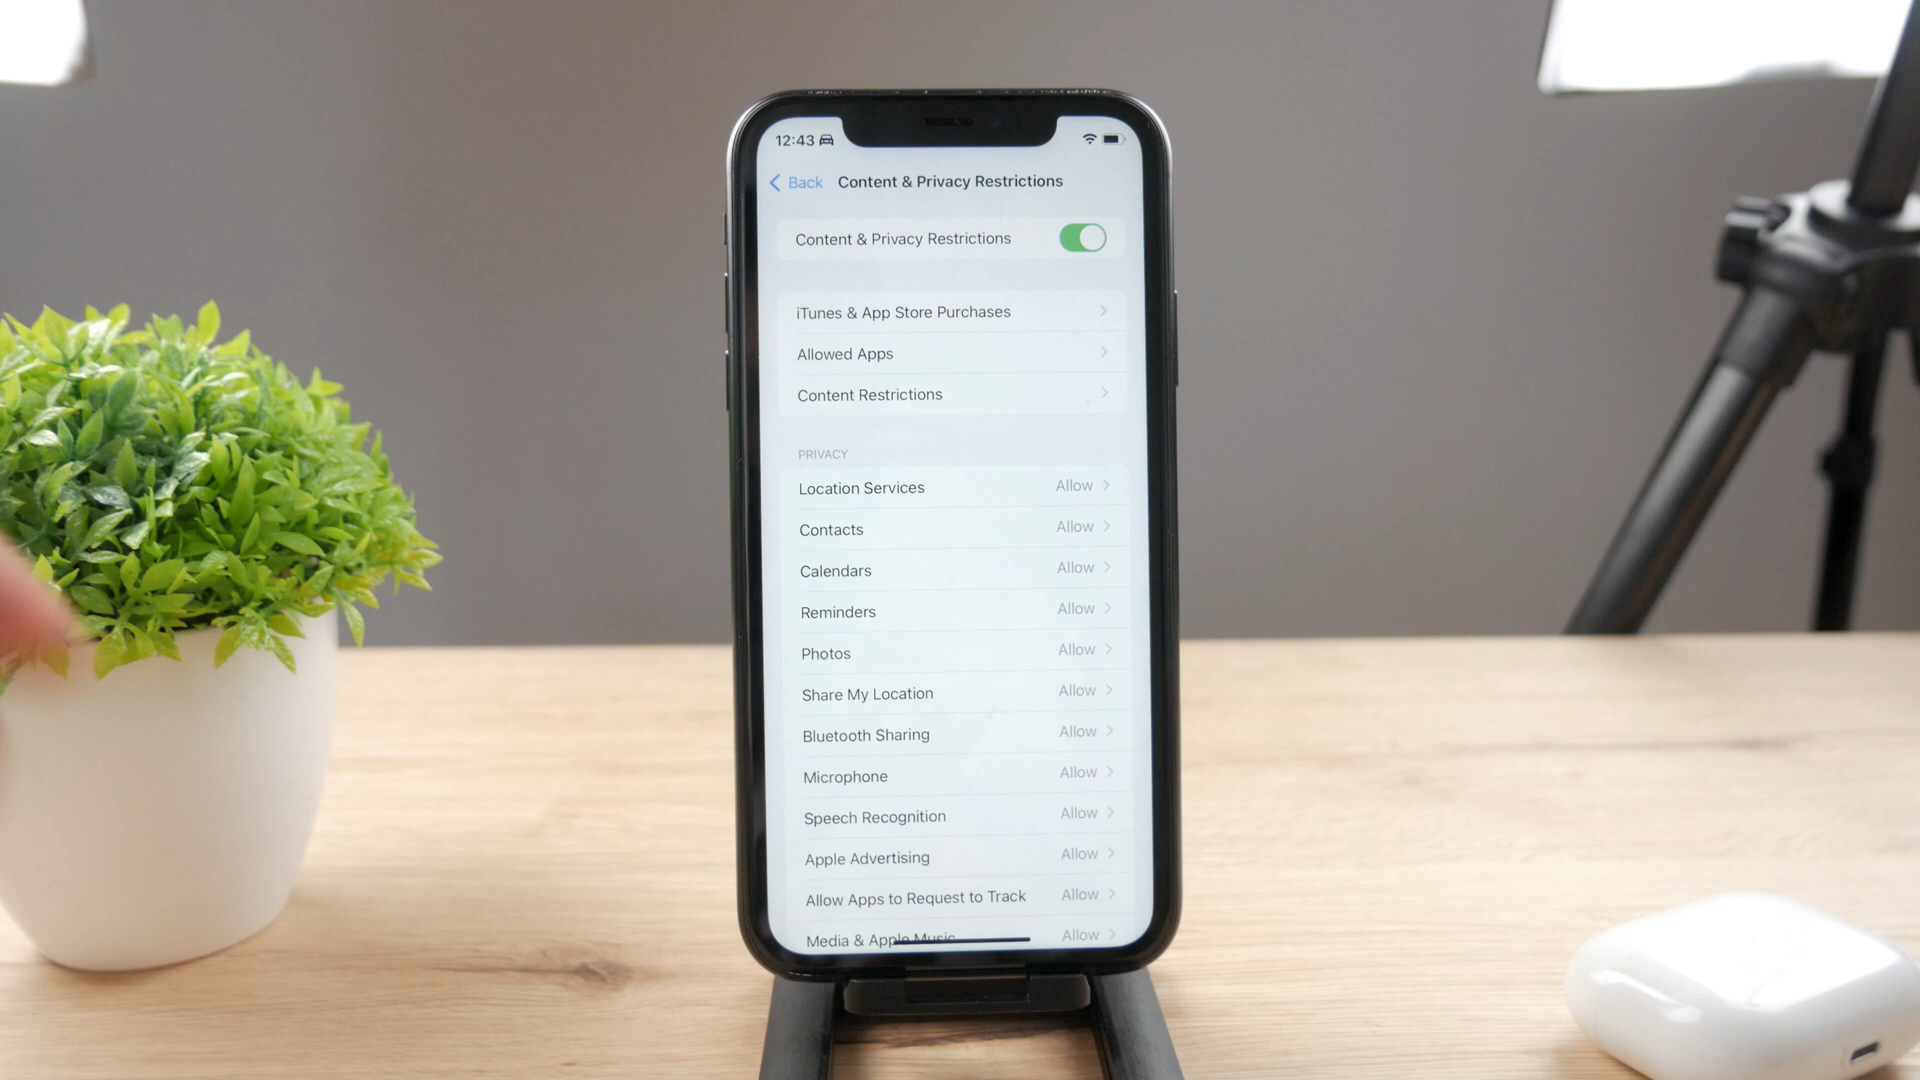 12:43
Back Content & Privacy Restrictions
Content & Privacy Restrictions
iTunes & App Store Purchases
Allowed Apps
Content Restrictions
PRIVACY
Location Services Allow
Contacts Allow
Calendars Allow
Reminders Allow
Photos Allow
Share My Location Allow
Bluetooth Sharing Allow
Microphone Allow
Speech Recognition Allow
Apple Advertising Allow
Allow Apps to Request to Track Allow
Media & Apple Music Allow